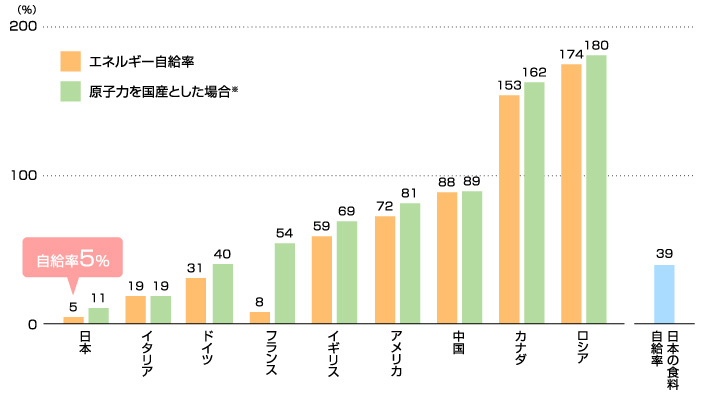 (%)
200
100
0
エネルギー自給率
原子力を国産とした場合※
自給率5%
5 11
19 19
31 40
8 54
59 69
72 81
88 89
153 162
174 180
39
日本
イタリア
ドイツ
フランス
イギリス
アメリカ
中国
カナダ
ロシア
日本の食料
自給率